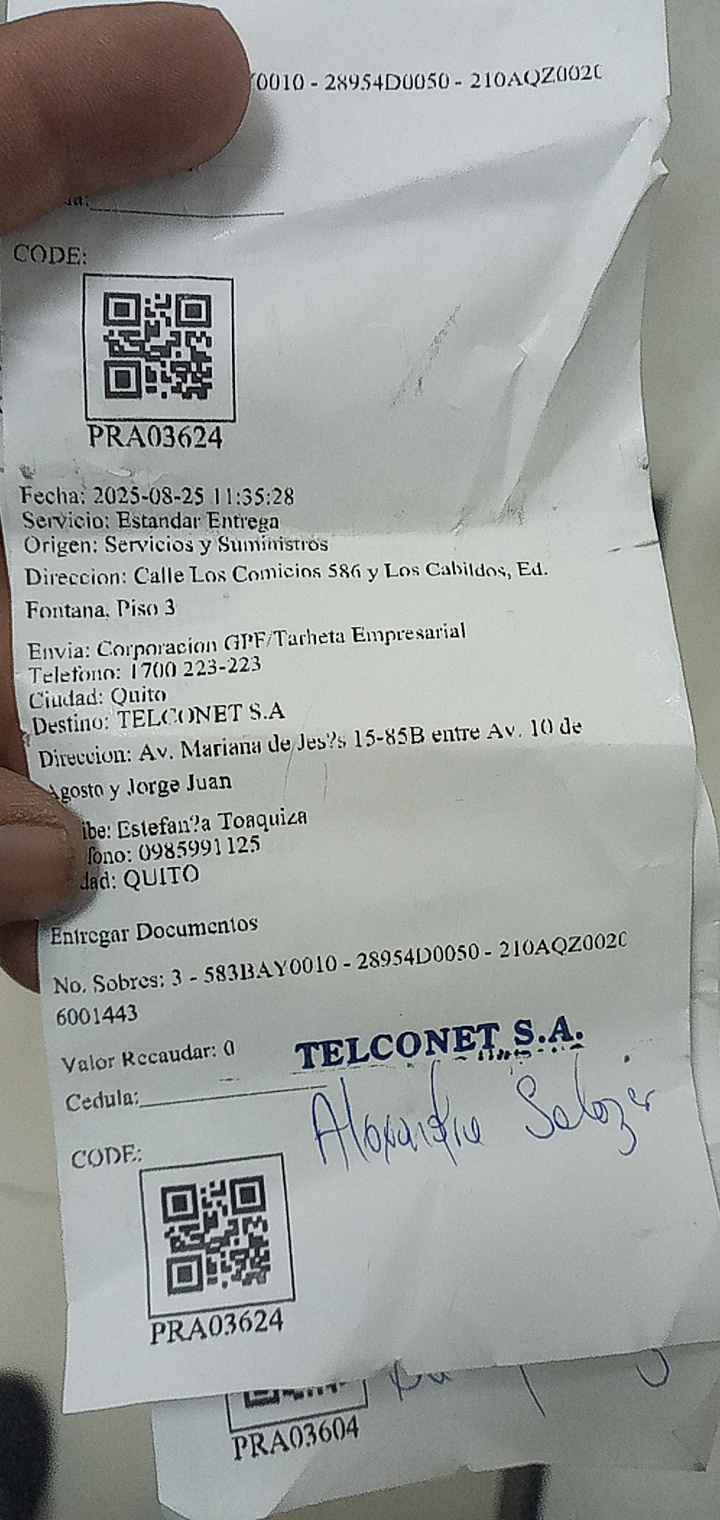 0010 - 28954D0050 - 210AQZ002C
CODE:
PRA03624
Fecha: 2025-08-25 11:35:28
Servicio: Estandar Entrega
Origen: Servicios y Suministros
Direccion: Calle Los Comicios 586 y Los Cabildos, Ed.
Fontana, Piso 3
Envia: Corporacion GPF/Tarheta Empresarial
Telefono: 1700 223-223
Ciudad: Quito
Destino: TELCONET S.A
Direccion: Av. Mariana de Jes?s 15-85B entre Av. 10 de
Agosto y Jorge Juan
ibe: Estefan?a Toaquiza
fono: 0985991125
dad: QUITO
Entregar Documentos
No. Sobres: 3 - 583BAY0010 - 28954D0050 - 210AQZ002C
6001443
Valor Recaudar: 0
TELCONET S.A.
Cedula:
Alexandra Salazar
CODE:
PRA03624
PRA03604